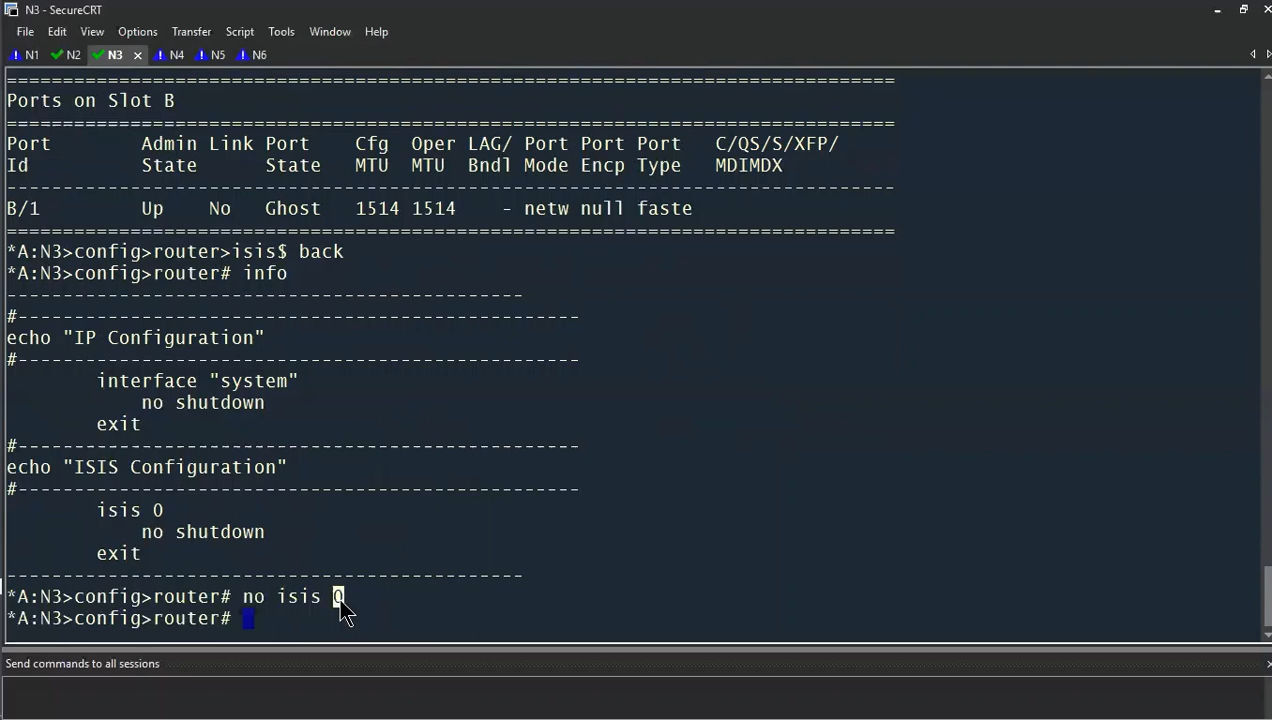 N3 - SecureCRT
File Edit View Options Transfer Script Tools Window Help
N1 N2 N3 × N4 N5 N6
===============================================================================
Ports on Slot B
===============================================================================
Port Admin Link Port Cfg Oper LAG/ Port Port Port C/QS/S/XFP/
Id State State MTU MTU Bndl Mode Encp Type MDIMDX
-------------------------------------------------------------------------------
B/1 Up No Ghost 1514 1514 - netw null faste
===============================================================================
*A:N3>config>router>isis$ back
*A:N3>config>router# info
----------------------------------------------
#--------------------------------------------------
echo "IP Configuration"
#--------------------------------------------------
interface "system"
no shutdown
exit
#--------------------------------------------------
echo "ISIS Configuration"
#--------------------------------------------------
isis 0
no shutdown
exit
----------------------------------------------
*A:N3>config>router# no isis 0
*A:N3>config>router#
Send commands to all sessions